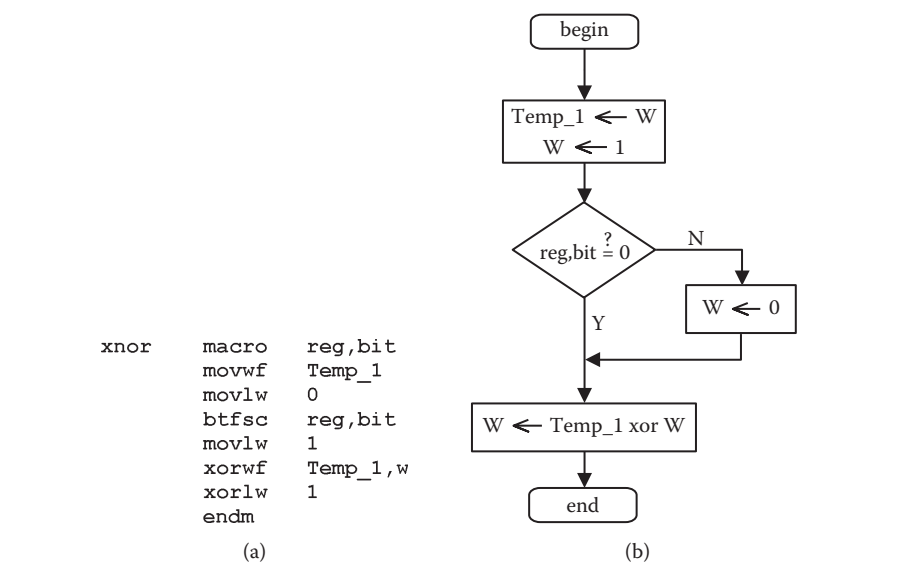 xnor macro reg,bit
movwf Temp_1
movlw 0
btfsc reg,bit
movlw 1
xorwf Temp_1,w
xorlw 1
endm
(a)
begin
Temp_1 ← W
W ← 1
?
reg,bit = 0
N
W ← 0
Y
W ← Temp_1 xor W
end
(b)